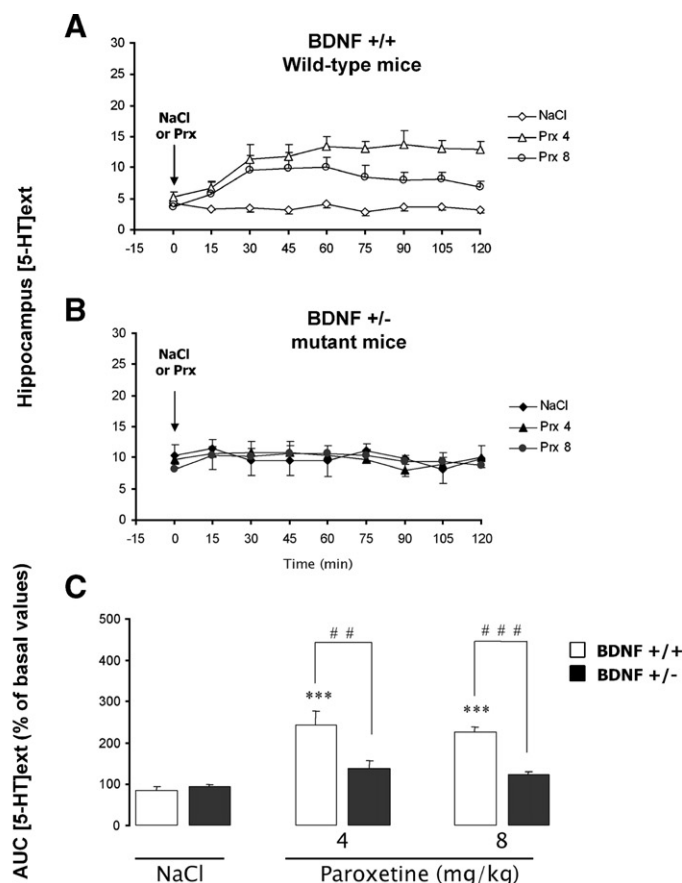 A
BDNF +/+
Wild-type mice
30
25
20
15
10
5
0
NaCl
or Prx
NaCl
Prx 4
Prx 8
-15 0 15 30 45 60 75 90 105 120
Hippocampus [5-HT]ext
B
BDNF +/-
mutant mice
30
25
20
15
10
5
0
NaCl
or Prx
NaCl
Prx 4
Prx 8
-15 0 15 30 45 60 75 90 105 120
Time (min)
C
AUC [5-HT]ext (% of basal values)
500
400
300
200
100
0
# #
# # #
***
***
BDNF +/+
BDNF +/-
4 8
NaCl Paroxetine (mg/kg)